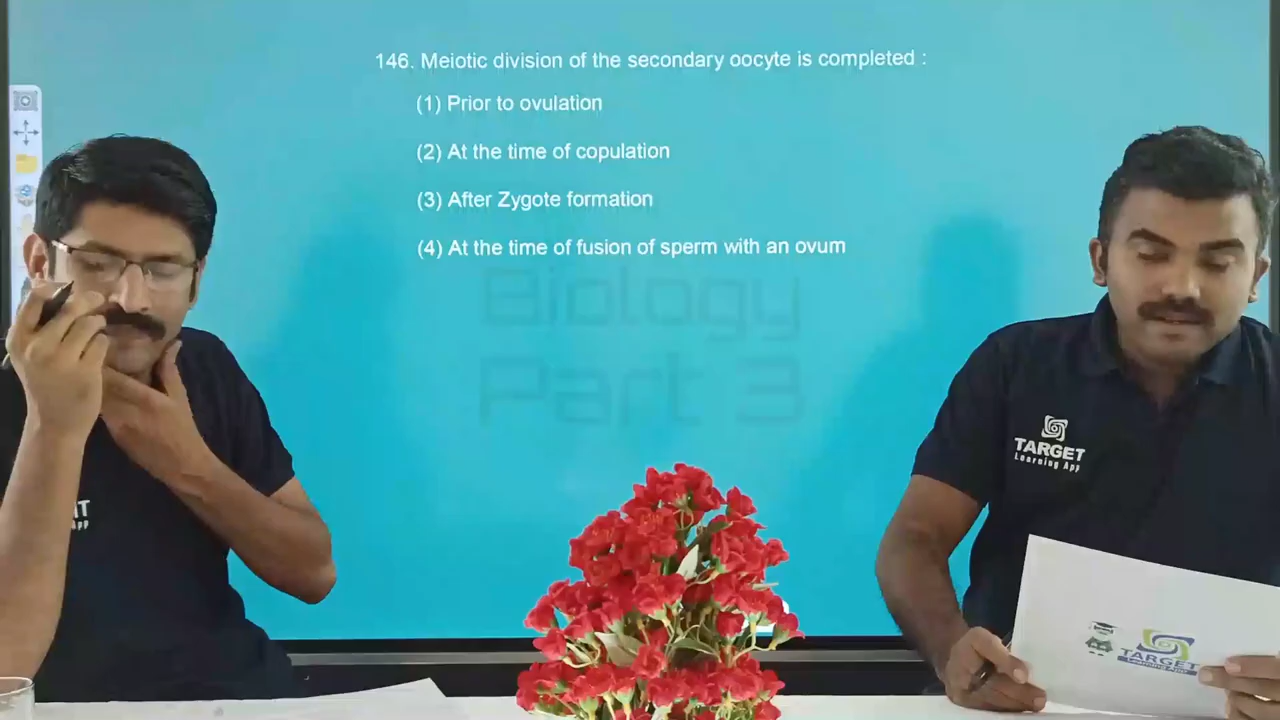 146. Meiotic division of the secondary oocyte is completed :
(1) Prior to ovulation
(2) At the time of copulation
(3) After Zygote formation
(4) At the time of fusion of sperm with an ovum
Biology
Part 3
TARGET
Learning App
TARGET